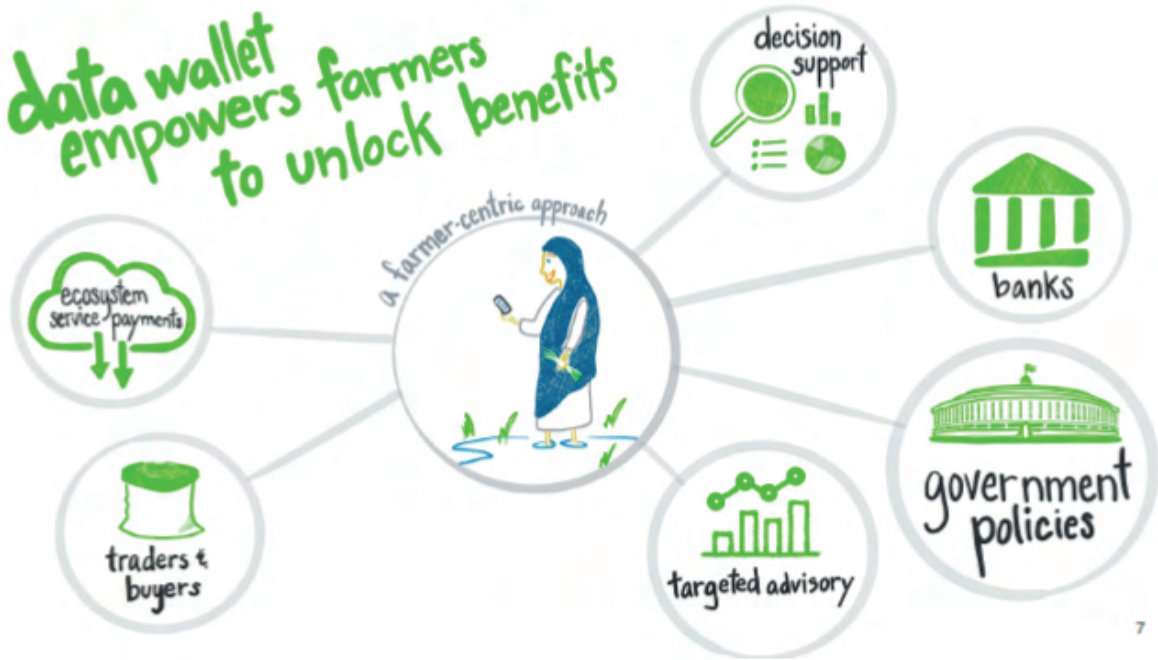 data wallet
empowers farmers
to unlock benefits
decision
support
a farmer-centric approach
banks
ecosystem
service payments
government
policies
traders &
buyers
targeted advisory
7